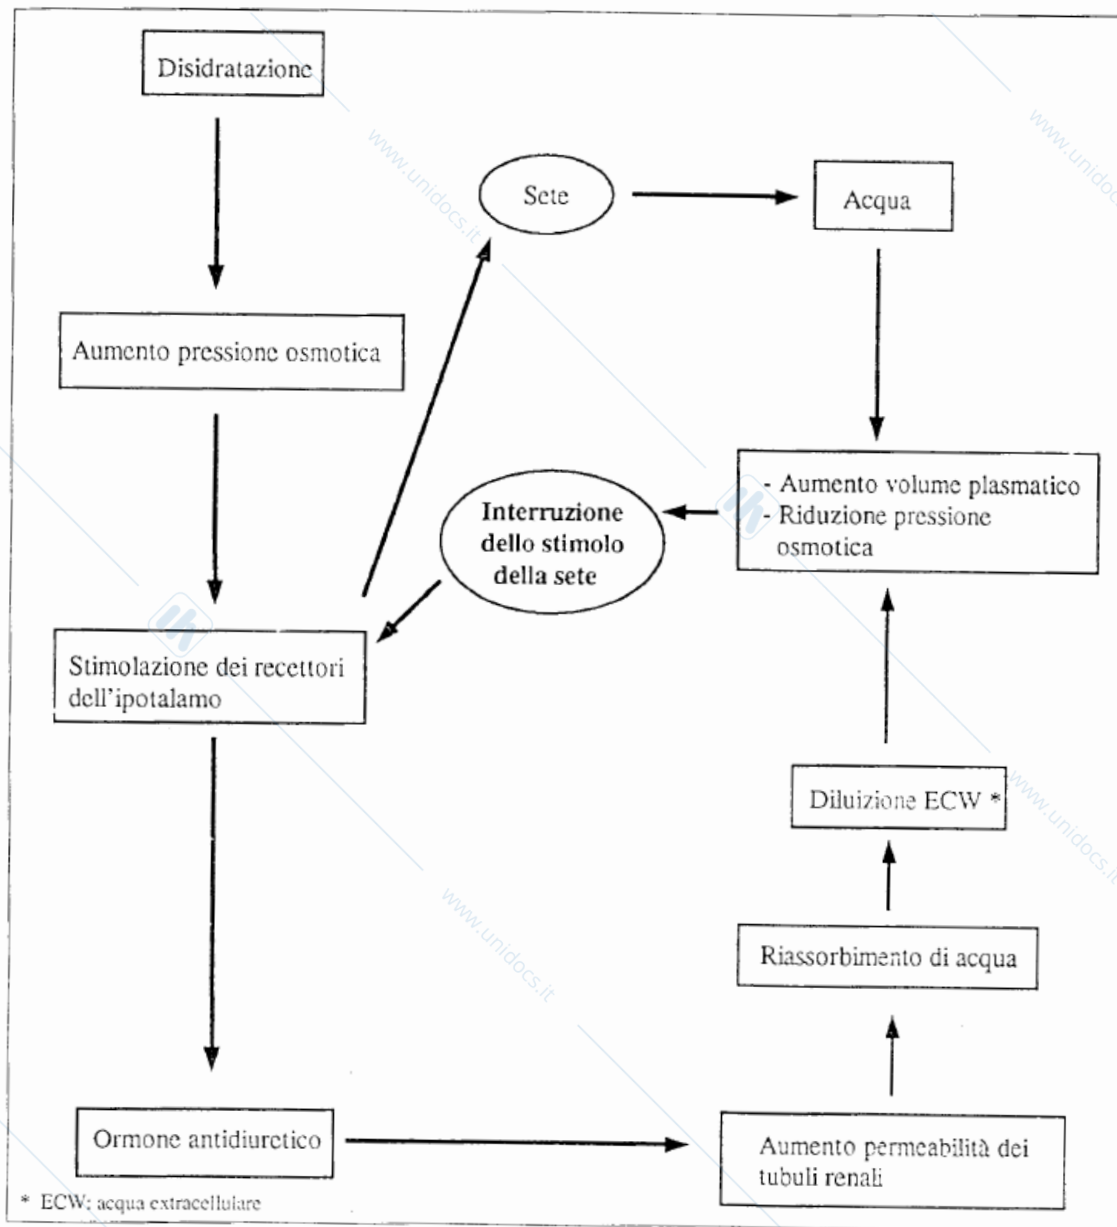 Disidratazione
Sete
Acqua
Aumento pressione osmotica
- Aumento volume plasmatico
- Riduzione pressione
osmotica
Interruzione
dello stimolo
della sete
Stimolazione dei recettori
dell'ipotalamo
Diluizione ECW *
Riassorbimento di acqua
Ormone antidiuretico
Aumento permeabilità dei
tubuli renali
* ECW: acqua extracellulare
www.unidocs.it
www.unidocs.it
www.unidocs.it
www.unidocs.it